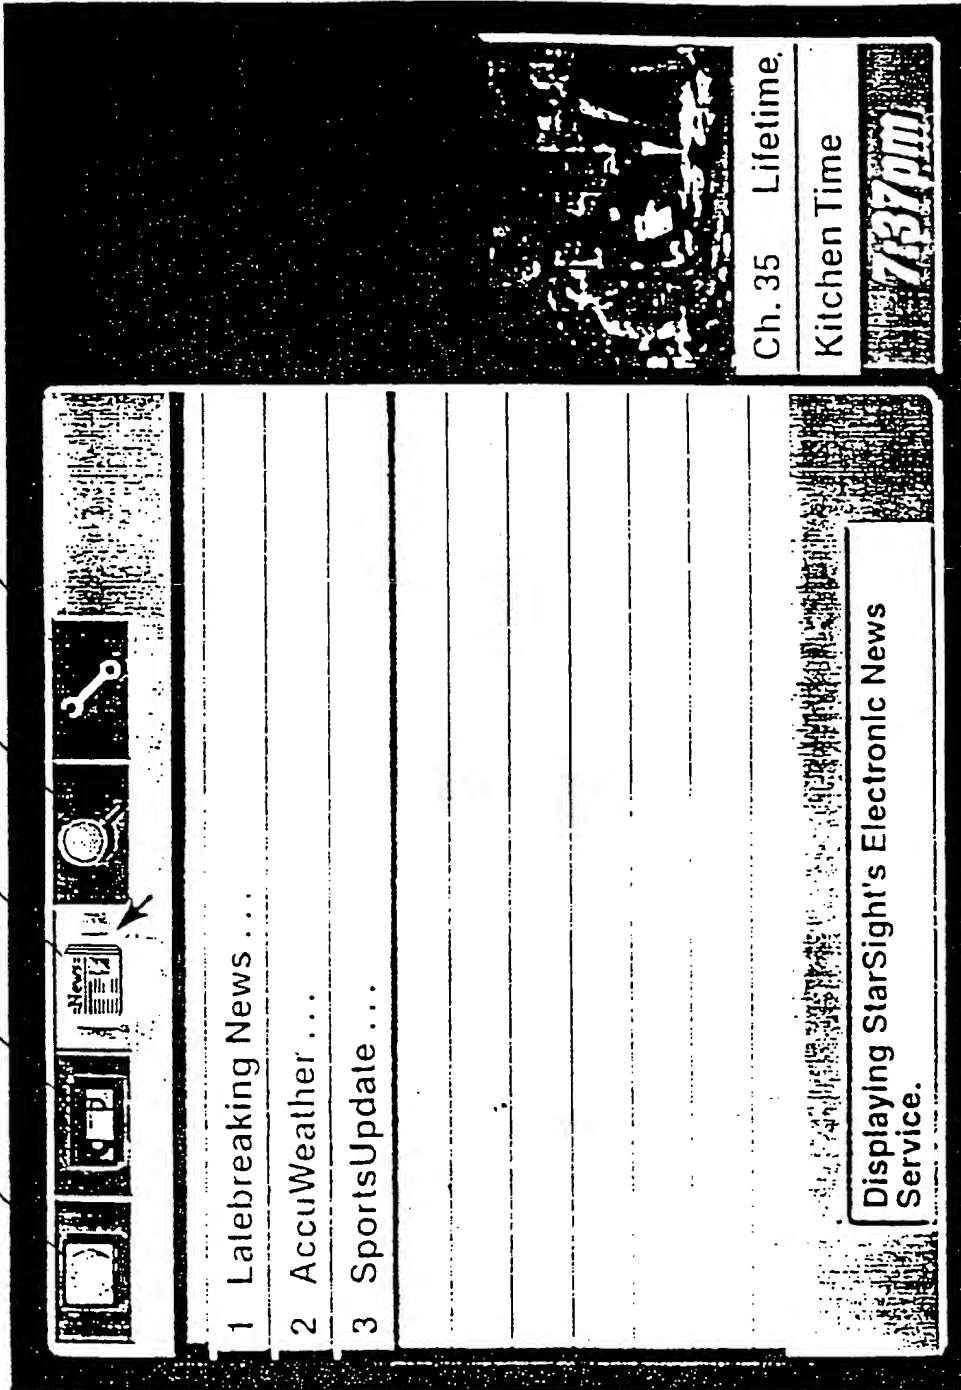 News
1 Latebreaking News...
2 AccuWeather...
3 SportsUpdate...
Displaying StarSight's Electronic News
Service.
Ch. 35 Lifetime
Kitchen Time
7:37pm